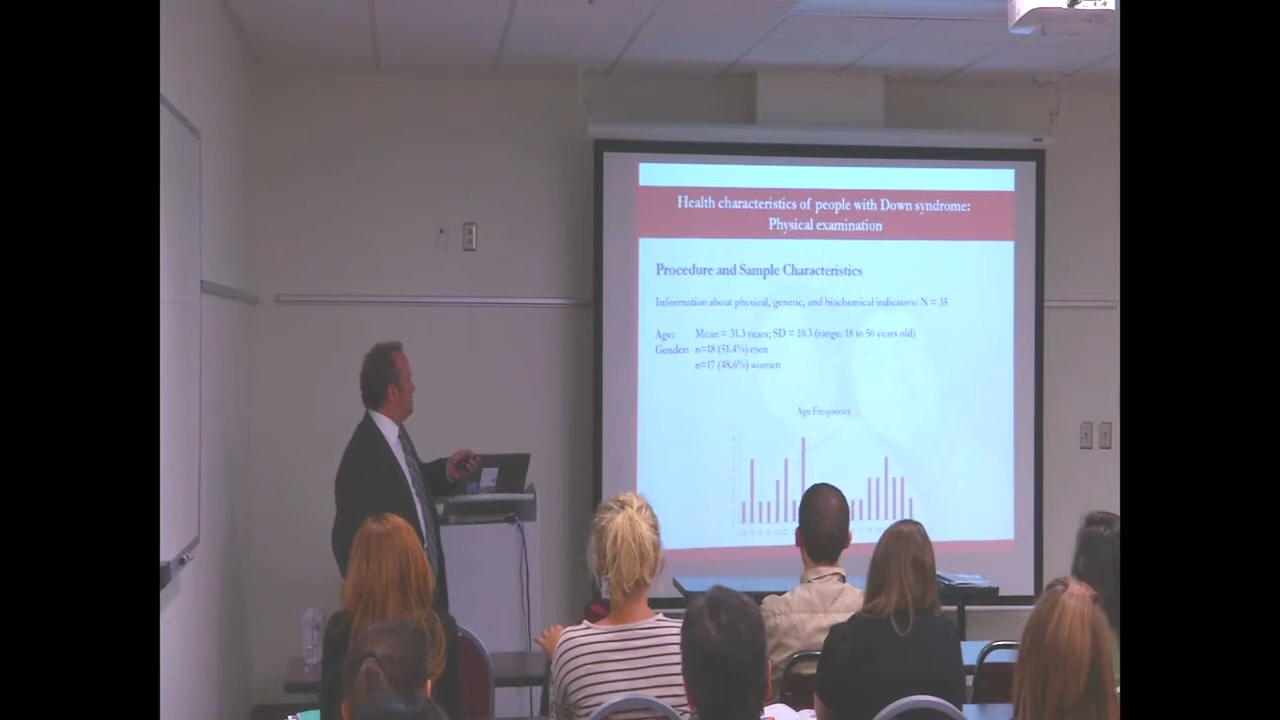 Health characteristics of people with Down syndrome:
Physical examination
Procedure and Sample Characteristics
Information about physical, genetic, and biochemical indicators: N = 35
Age: Mean = 31.3 years; SD = 10.3 (range: 18 to 56 years old)
Gender: n=18 (51.4%) men
n=17 (48.6%) women
Age Frequency